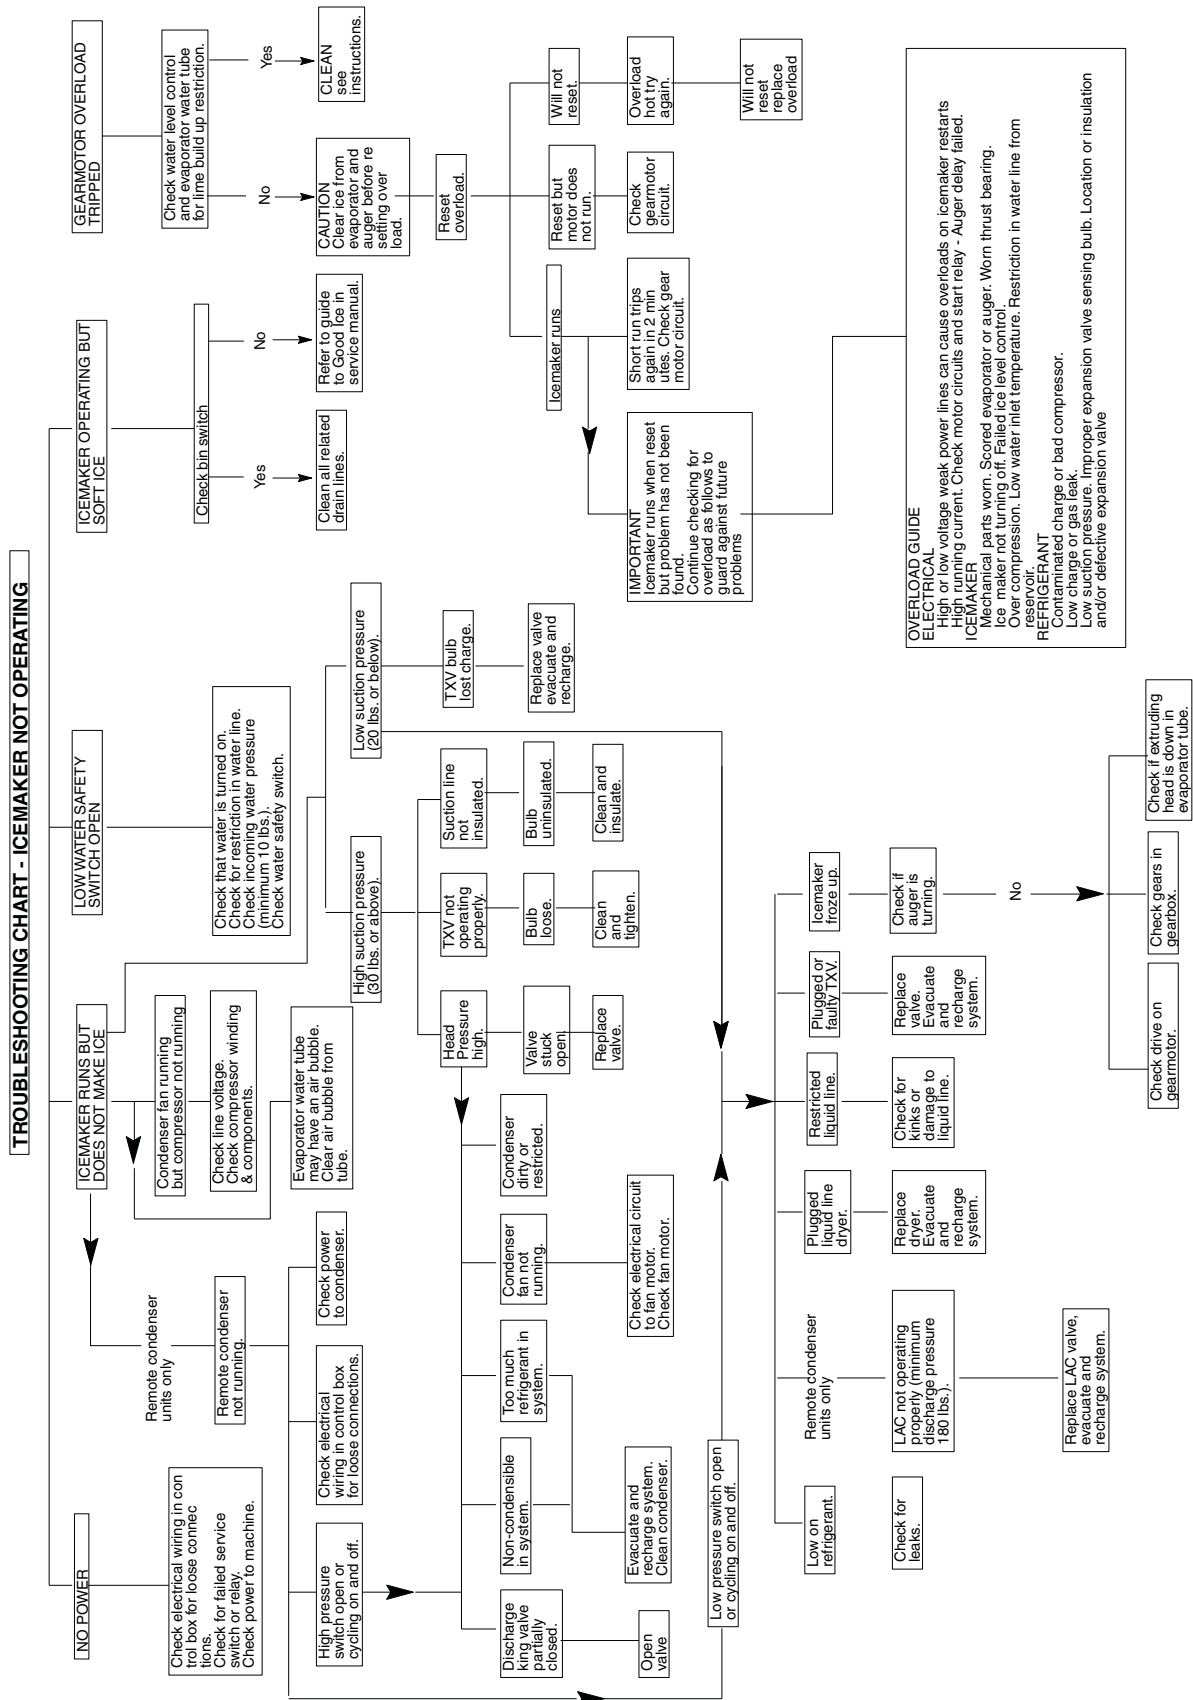 TROUBLESHOOTING CHART - ICEMAKER NOT OPERATING
NO POWER
Check electrical wiring in con
trol box for loose connec
tions.
Check for failed service
switch or relay.
Check power to machine.
ICEMAKER RUNS BUT
DOES NOT MAKE ICE
Remote condenser
units only
Remote condenser
not running.
Condenser fan running
but compressor not running
Check line voltage.
Check compressor winding
& components.
Evaporator water tube
may have an air bubble.
Clear air bubble from
tube.
High pressure
switch open or
cycling on and off.
Check electrical
wiring in control box
for loose connections.
Check power
to condenser.
LOW WATER SAFETY
SWITCH OPEN
Check that water is turned on.
Check for restriction in water line.
Check incoming water pressure
(minimum 10 lbs.).
Check water safety switch.
High suction pressure
(30 lbs. or above).
Low suction pressure
(20 lbs. or below).
Head
Pressure
high.
TXV not
operating
properly.
Suction line
not
insulated.
TXV bulb
lost charge.
Valve
stuck
open.
Bulb
loose.
Bulb
uninsulated.
Replace valve
evacuate and
recharge.
Replace
valve.
Clean
and
tighten.
Clean and
insulate.
Discharge
king valve
partially
closed.
Non-condensible
in system.
Too much
refrigerant in
system.
Condenser
fan not
running.
Condenser
dirty or
restricted.
Open
valve
Evacuate and
recharge system.
Clean condenser.
Check electrical circuit
to fan motor.
Check fan motor.
Low pressure switch open
or cycling on and off.
Low on
refrigerant.
Remote condenser
units only
Plugged
liquid line
dryer.
Restricted
liquid line.
Plugged or
faulty TXV.
Icemaker
froze up.
Check for
leaks.
LAC not operating
properly (minimum
discharge pressure
180 lbs.).
Replace
dryer.
Evacuate
and
recharge
system.
Check for
kinks or
damage to
liquid line.
Replace
valve.
Evacuate
and
recharge
system.
Check if
auger is
turning.
No
Replace LAC valve,
evacuate and
recharge system.
Check drive on
gearmotor.
Check gears in
gearbox.
Check if extruding
head is down in
evaporator tube.
ICEMAKER OPERATING BUT
SOFT ICE
Check bin switch
Yes
No
Clean all related
drain lines.
Refer to guide
to Good Ice in
service manual.
GEARMOTOR OVERLOAD
TRIPPED
Check water level control
and evaporator water tube
for lime build up restriction.
No
Yes
CAUTION
Clear ice from
evaporator and
auger before re
setting over
load.
CLEAN
see
instructions.
Reset
overload.
Icemaker runs
Reset but
motor does
not run.
Will not
reset.
IMPORTANT
Icemaker runs when reset
but problem has not been
found.
Continue checking for
overload as follows to
guard against future
problems
Short run trips
again in 2 min
utes. Check gear
motor circuit.
Check
gearmotor
circuit.
Overload
hot try
again.
Will not
reset
replace
overload
OVERLOAD GUIDE
ELECTRICAL
High or low voltage weak power lines can cause overloads on icemaker restarts
High running current. Check motor circuits and start relay - Auger delay failed.
ICEMAKER
Mechanical parts worn. Scored evaporator or auger. Worn thrust bearing.
Ice maker not turning off. Failed ice level control.
Over compression. Low water inlet temperature. Restriction in water line from
reservoir.
REFRIGERANT
Contaminated charge or bad compressor.
Low charge or gas leak.
Low suction pressure. Improper expansion valve sensing bulb. Location or insulation
and/or defective expansion valve